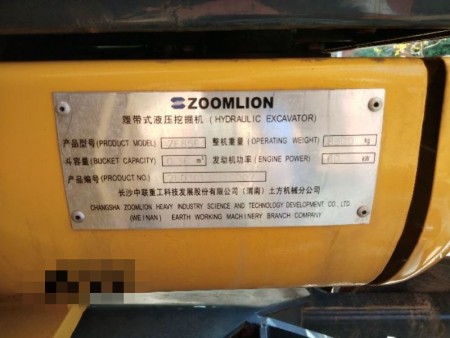 ZOOMLION
履带式液压挖掘机 (HYDRAULIC EXCAVATOR)
产品型号(PRODUCT MODEL) 整机重量(OPERATING WEIGHT) kg
斗容量(BUCKET CAPACITY) m³ 发动机功率(ENGINE POWER) kW
产品编号(PRODUCT NO.)
长沙中联重工科技发展股份有限公司（渭南）土方机械分公司
CHANGSHA ZOOMLION HEAVY INDUSTRY SCIENCE AND TECHNOLOGY DEVELOPMENT CO., LTD
(WEINAN) EARTH WORKING MACHINERY BRANCH COMPANY